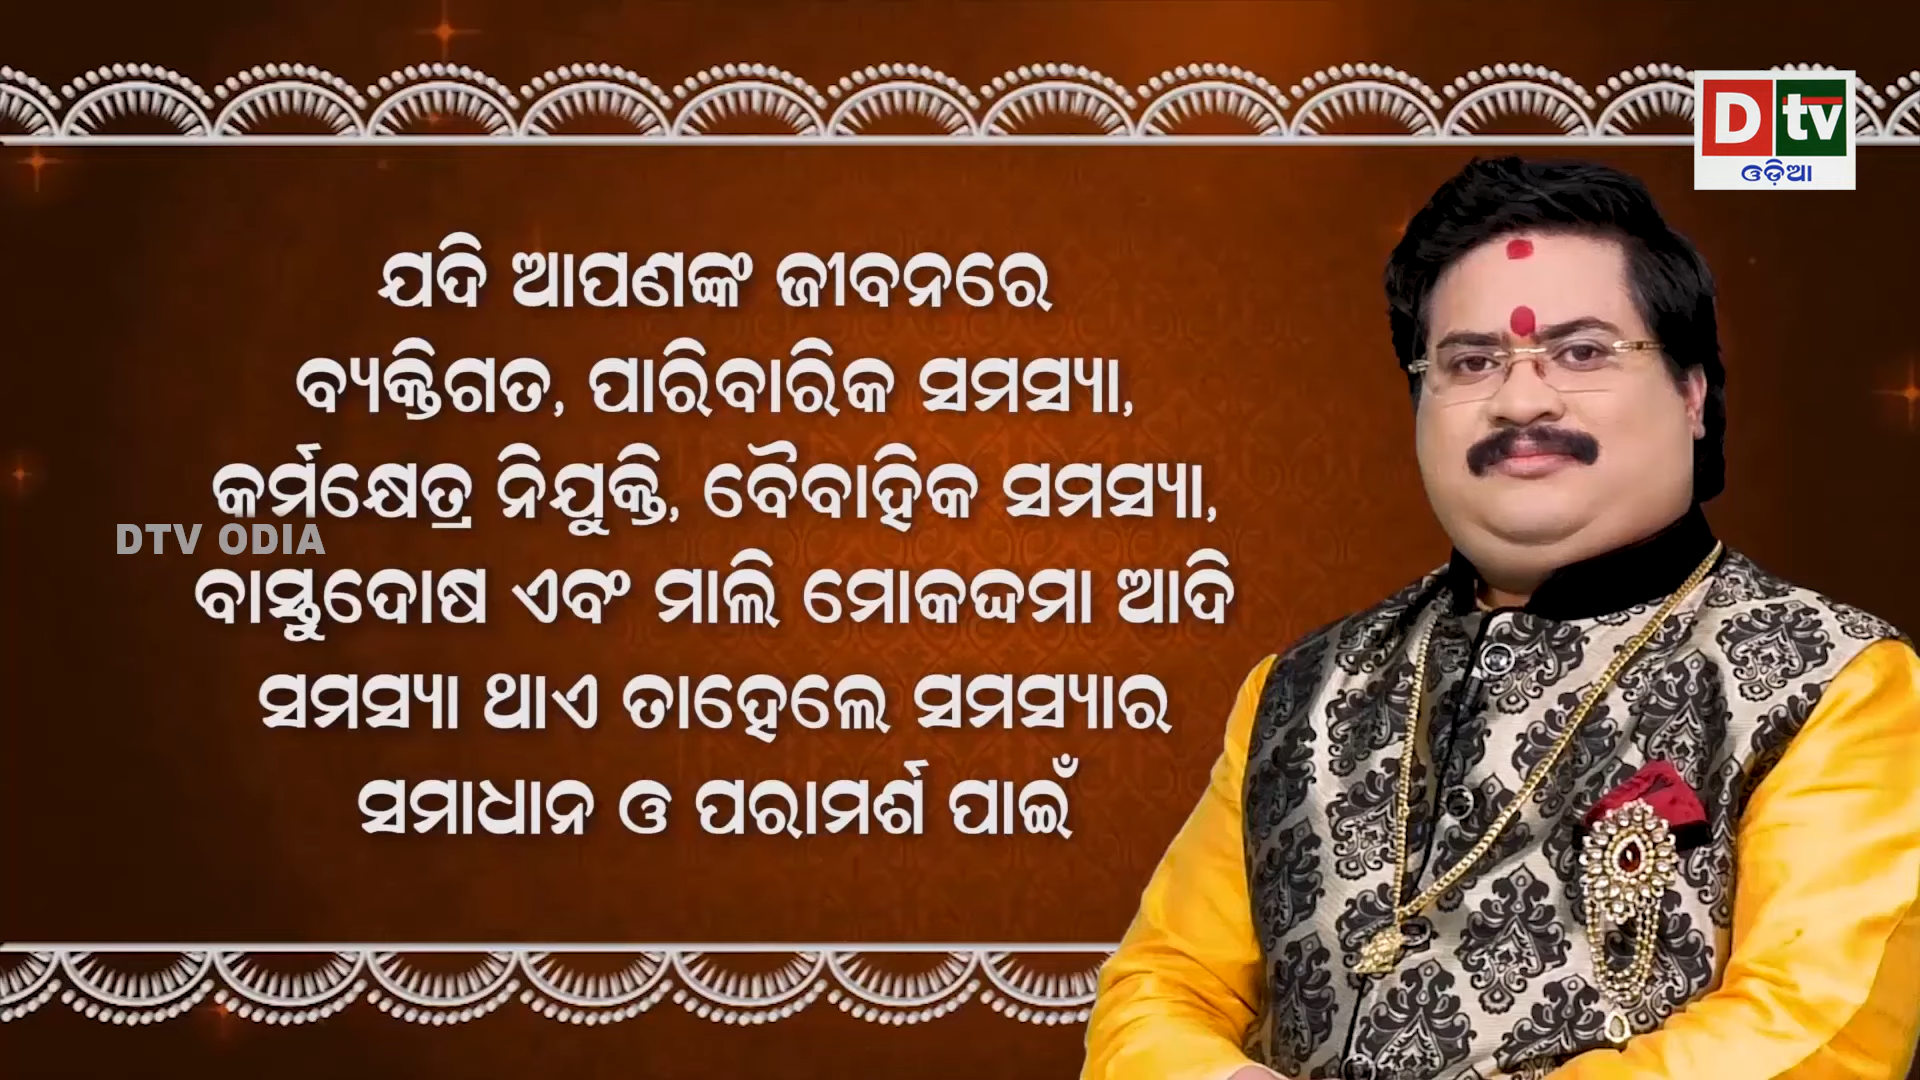 D tv
ଓଡ଼ିଆ
ଯଦି ଆପଣଙ୍କ ଜୀବନରେ
ବ୍ୟକ୍ତିଗତ, ପାରିବାରିକ ସମସ୍ୟା,
କର୍ମକ୍ଷେତ୍ର ନିଯୁକ୍ତି, ବୈବାହିକ ସମସ୍ୟା,
DTV ODIA
ବାସ୍ତୁଦୋଷ ଏବଂ ମାଲି ମୋକଦ୍ଦମା ଆଦି
ସମସ୍ୟା ଥାଏ ତାହେଲେ ସମସ୍ୟାର
ସମାଧାନ ଓ ପରାମର୍ଶ ପାଇଁ